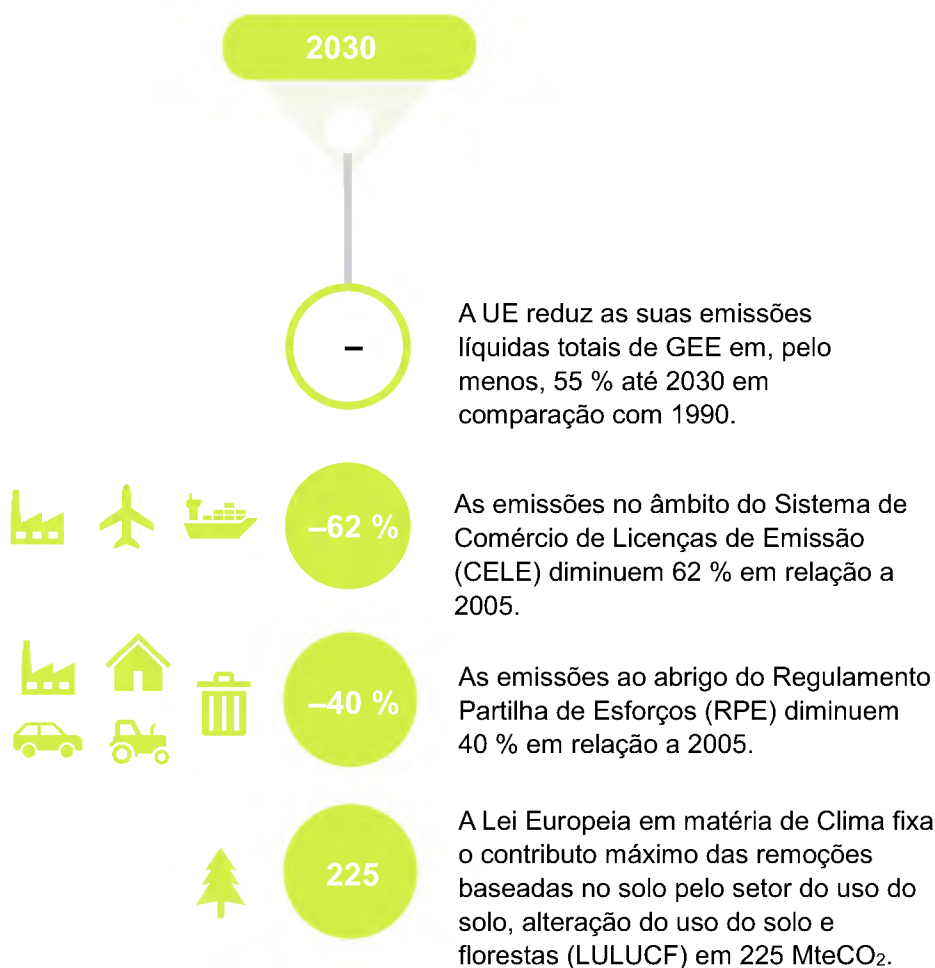 2030
–
A UE reduz as suas emissões
líquidas totais de GEE em, pelo
menos, 55 % até 2030 em
comparação com 1990.
–62 %
As emissões no âmbito do Sistema de
Comércio de Licenças de Emissão
(CELE) diminuem 62 % em relação a
2005.
–40 %
As emissões ao abrigo do Regulamento
Partilha de Esforços (RPE) diminuem
40 % em relação a 2005.
225
A Lei Europeia em matéria de Clima fixa
o contributo máximo das remoções
baseadas no solo pelo setor do uso do
solo, alteração do uso do solo e
florestas (LULUCF) em 225 MteCO₂.